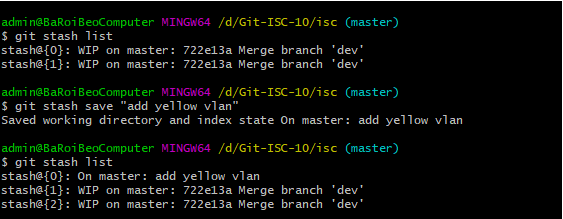 admin@BaRoiBeoComputer MINGW64 /d/Git-ISC-10/isc (master)
$ git stash list
stash@{0}: WIP on master: 722e13a Merge branch 'dev'
stash@{1}: WIP on master: 722e13a Merge branch 'dev'
admin@BaRoiBeoComputer MINGW64 /d/Git-ISC-10/isc (master)
$ git stash save "add yellow vlan"
Saved working directory and index state On master: add yellow vlan
admin@BaRoiBeoComputer MINGW64 /d/Git-ISC-10/isc (master)
$ git stash list
stash@{0}: On master: add yellow vlan
stash@{1}: WIP on master: 722e13a Merge branch 'dev'
stash@{2}: WIP on master: 722e13a Merge branch 'dev'